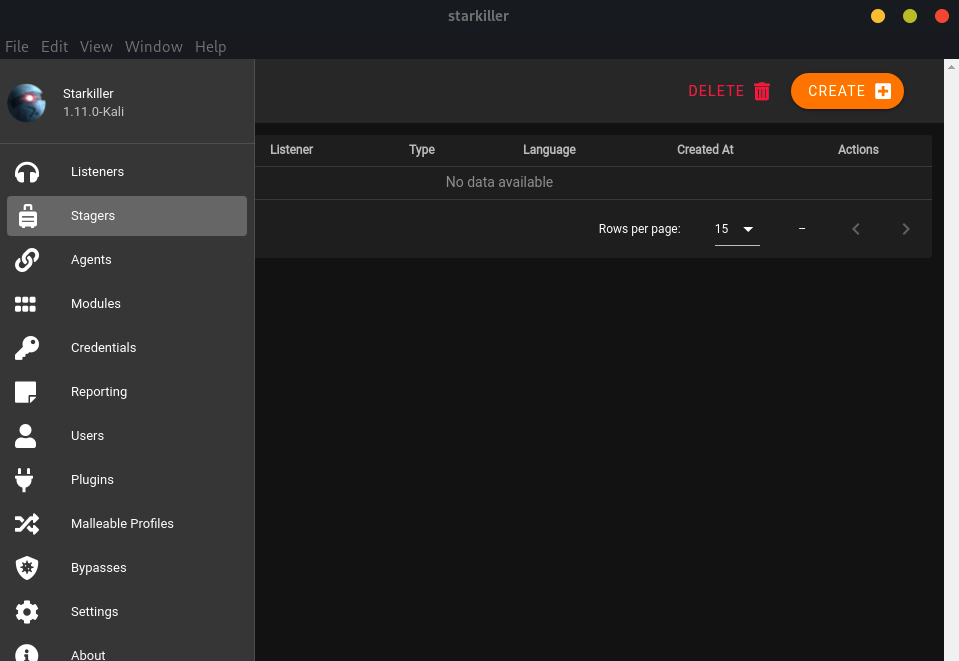 starkiller
File Edit View Window Help
Starkiller
1.11.0-Kali
DELETE CREATE
Listener Type Language Created At Actions
No data available
Rows per page: 15 –
Listeners
Stagers
Agents
Modules
Credentials
Reporting
Users
Plugins
Malleable Profiles
Bypasses
Settings
About